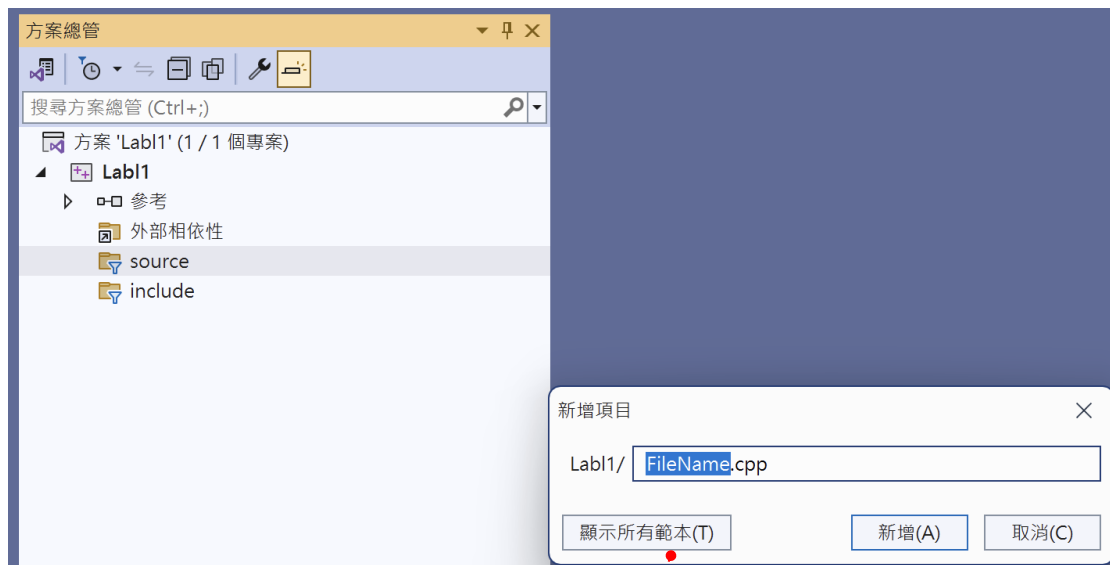 方案總管
搜尋方案總管 (Ctrl+;)
方案 'Labl1' (1 / 1 個專案)
Labl1
參考
外部相依性
source
include
新增項目
Labl1/ FileName.cpp
顯示所有範本(T) 新增(A) 取消(C)